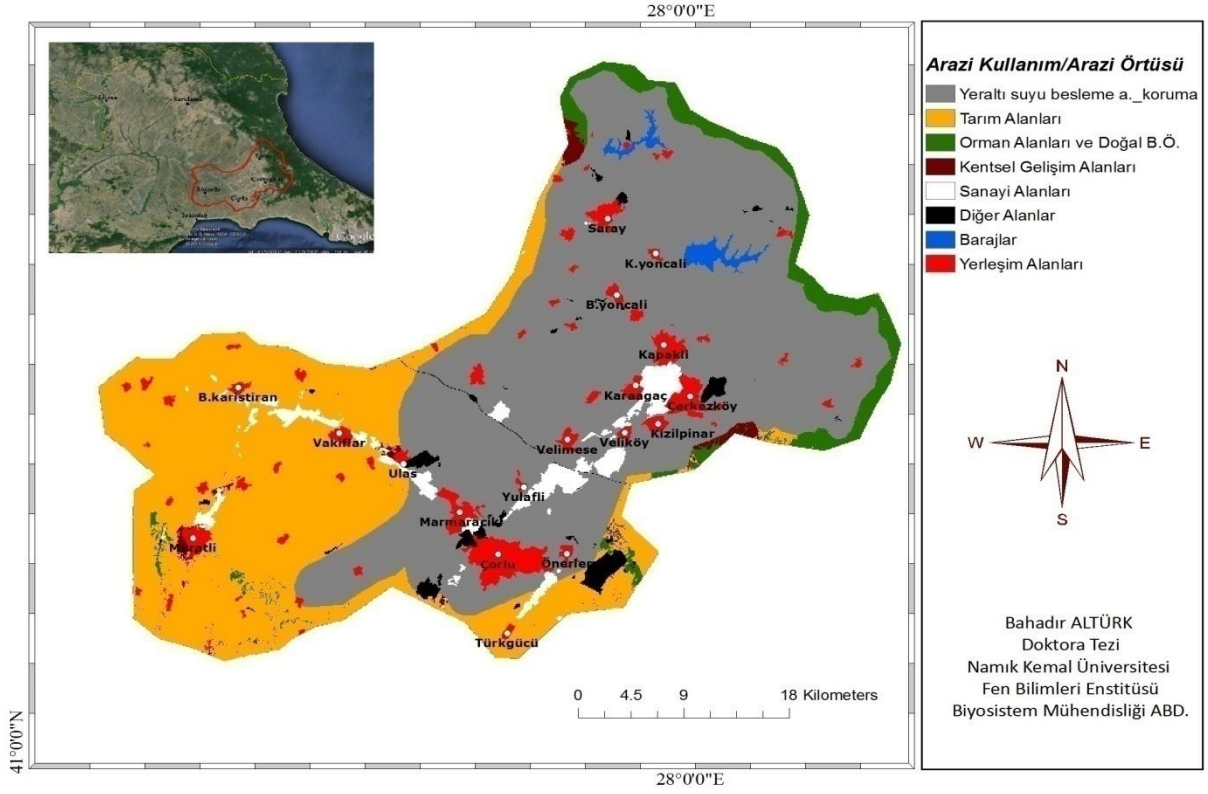 28°0'0"E
Arazi Kullanım/Arazi Örtüsü
Yeraltı suyu besleme a._koruma
Tarım Alanları
Orman Alanları ve Doğal B.Ö.
Kentsel Gelişim Alanları
Sanayi Alanları
Diğer Alanlar
Barajlar
Yerleşim Alanları
Saray
K.yoncali
B.yoncali
Kapakli
Karaagaç
Çerkezköy
B.karistiran
Kizilpinar
Vakiflar
Velimese
Veliköy
Ulas
Yulafli
Marmaracik
Muratli
Çorlu
Önerler
Türkgücü
N
W
E
S
0 4.5 9 18 Kilometers
Bahadır ALTÜRK
Doktora Tezi
Namık Kemal Üniversitesi
Fen Bilimleri Enstitüsü
Biyosistem Mühendisliği ABD.
41°0'0"N
28°0'0"E
Google